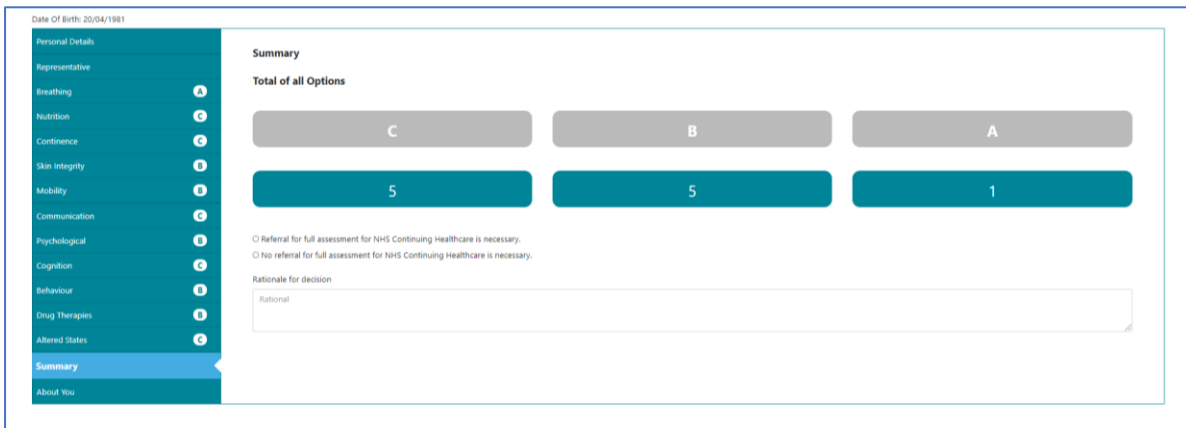 Date Of Birth: 20/04/1981
Personal Details
Representative
Breathing A
Nutrition C
Continence C
Skin Integrity B
Mobility B
Communication C
Psychological B
Cognition C
Behaviour B
Drug Therapies B
Altered States C
Summary
About You
Summary
Total of all Options
C B A
5 5 1
Referral for full assessment for NHS Continuing Healthcare is necessary.
No referral for full assessment for NHS Continuing Healthcare is necessary.
Rationale for decision
Rational